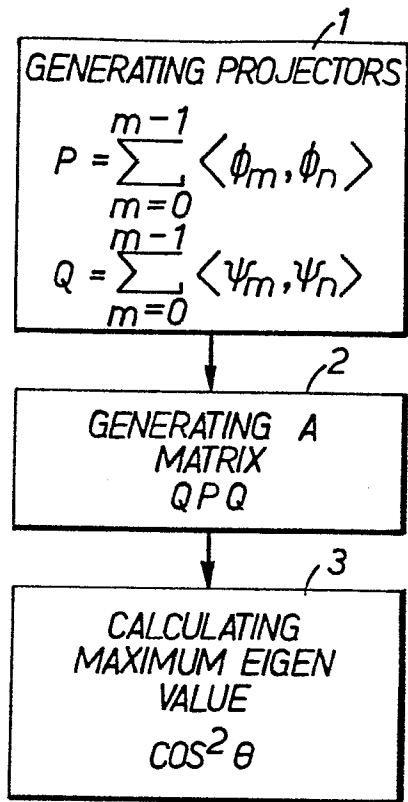 1
GENERATING PROJECTORS
m-1
P = ∑ <ϕm, ϕn>
m=0
m-1
Q = ∑ <ψm, ψn>
m=0
2
GENERATING A
MATRIX
QPQ
3
CALCULATING
MAXIMUM EIGEN
VALUE
COS² θ